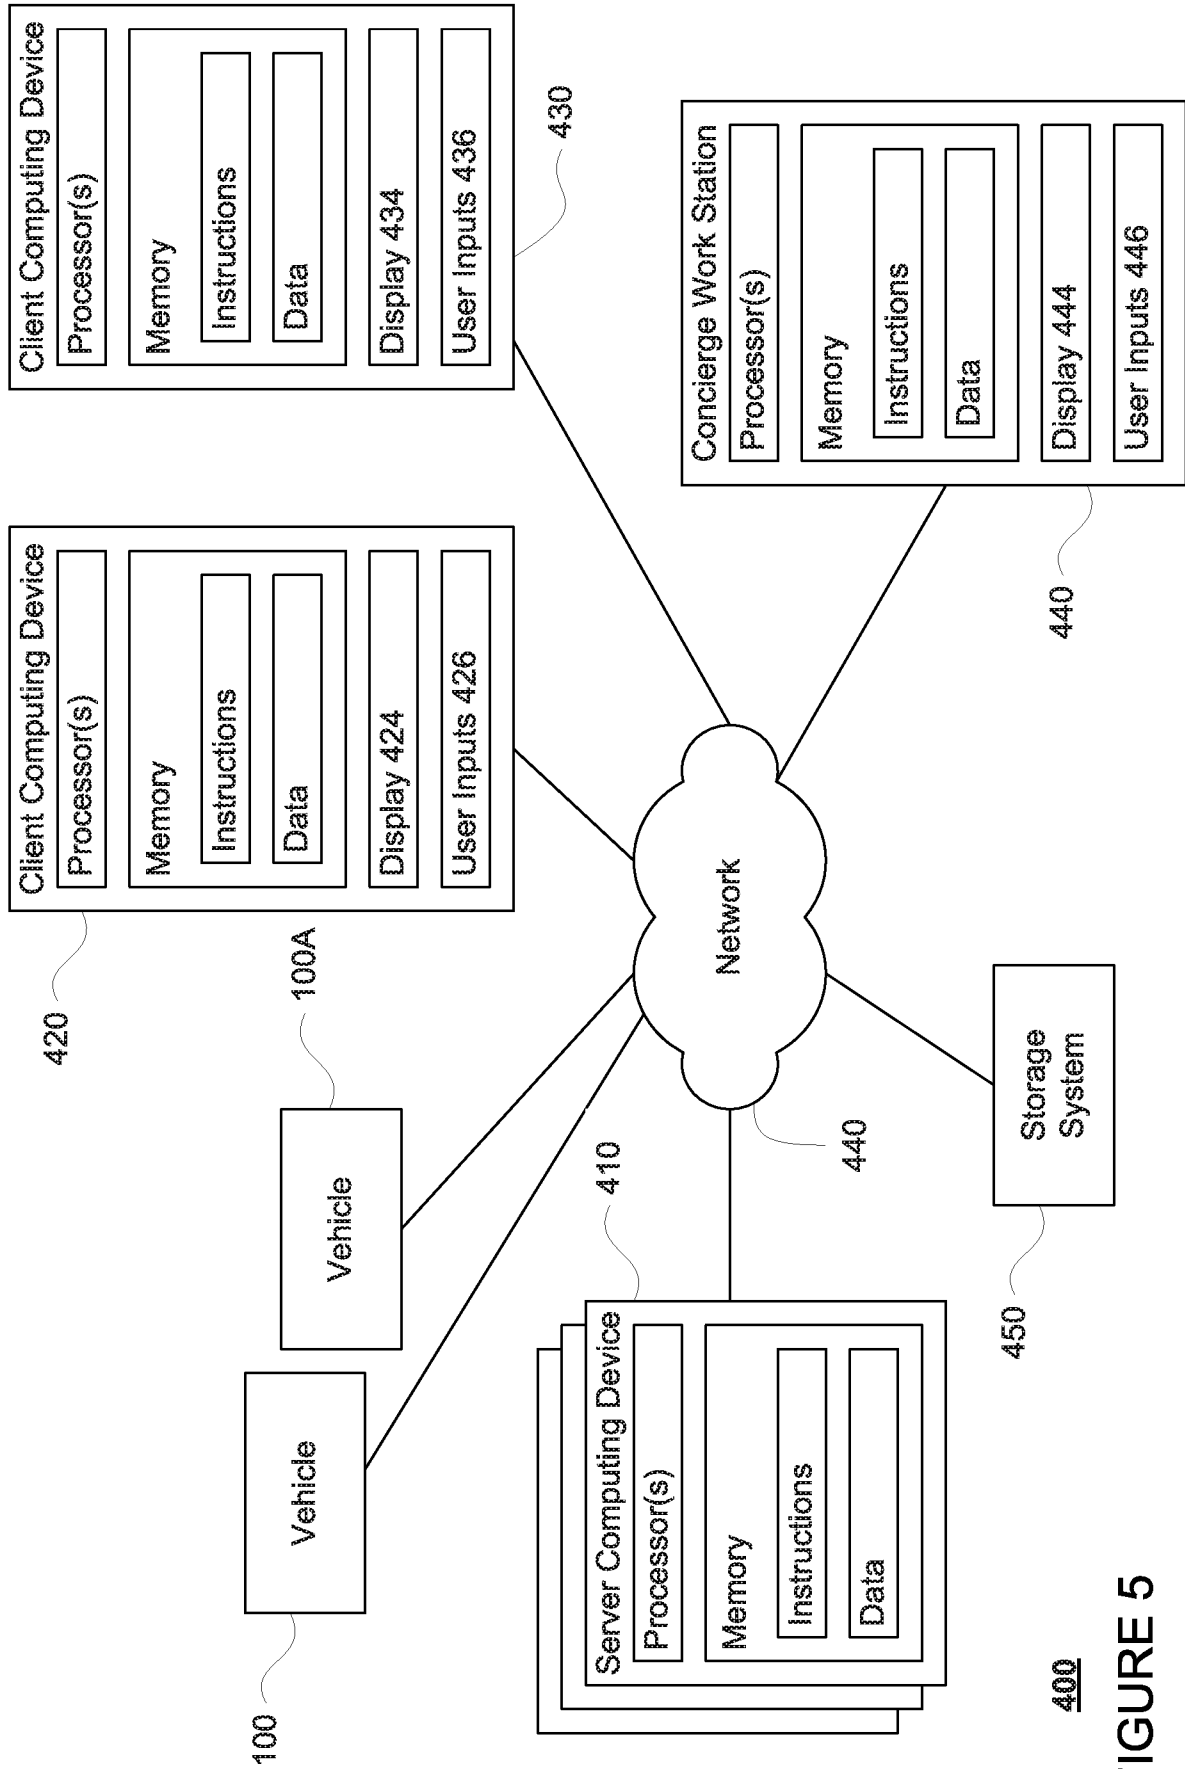 Client Computing Device
Processor(s)
Memory
Instructions
Data
Display 424
User Inputs 426
420
Client Computing Device
Processor(s)
Memory
Instructions
Data
Display 434
User Inputs 436
430
Vehicle
100
Vehicle
100A
Server Computing Device
Processor(s)
Memory
Instructions
Data
410
Network
440
Concierge Work Station
Processor(s)
Memory
Instructions
Data
Display 444
User Inputs 446
440
Storage
System
450
400
IGURE 5